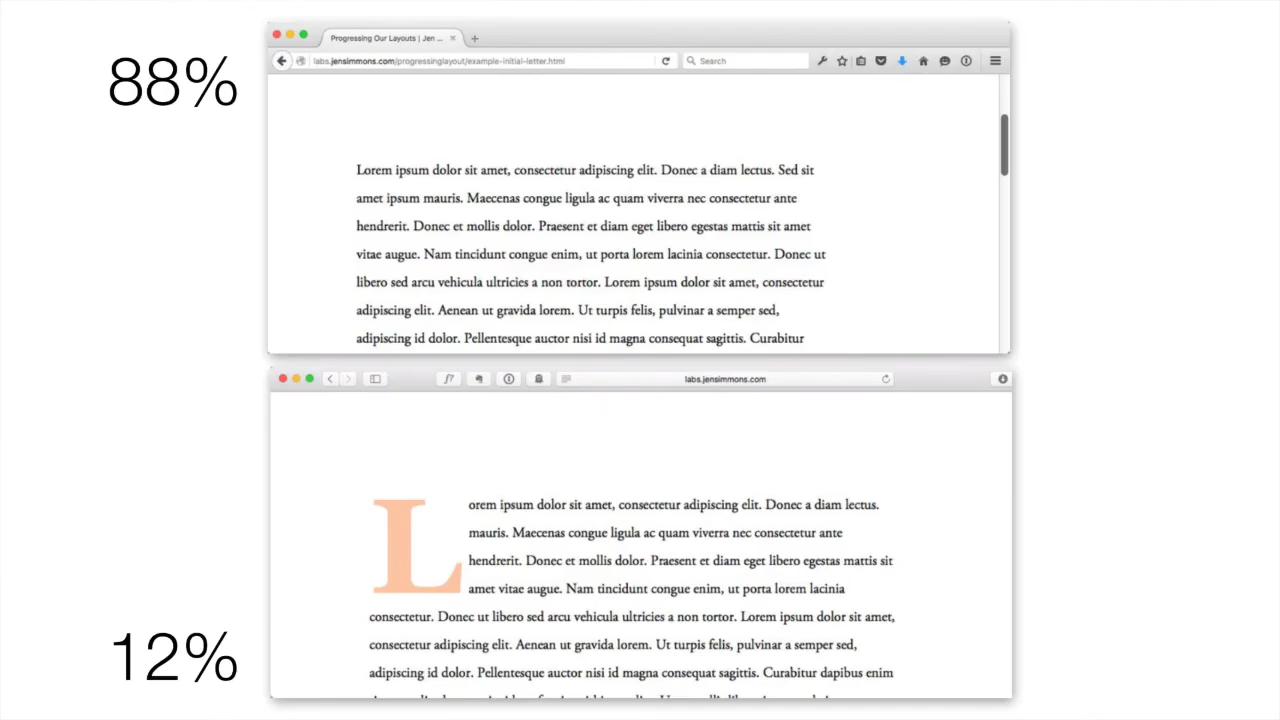 88%
Progressing Our Layouts | Jen ...
labs.jensimmons.com/progressinglayout/example-initial-letter.html
Search
Lorem ipsum dolor sit amet, consectetur adipiscing elit. Donec a diam lectus. Sed sit
amet ipsum mauris. Maecenas congue ligula ac quam viverra nec consectetur ante
hendrerit. Donec et mollis dolor. Praesent et diam eget libero egestas mattis sit amet
vitae augue. Nam tincidunt congue enim, ut porta lorem lacinia consectetur. Donec ut
libero sed arcu vehicula ultricies a non tortor. Lorem ipsum dolor sit amet, consectetur
adipiscing elit. Aenean ut gravida lorem. Ut turpis felis, pulvinar a semper sed,
adipiscing id dolor. Pellentesque auctor nisi id magna consequat sagittis. Curabitur
f?
labs.jensimmons.com
Lorem ipsum dolor sit amet, consectetur adipiscing elit. Donec a diam lectus.
mauris. Maecenas congue ligula ac quam viverra nec consectetur ante
hendrerit. Donec et mollis dolor. Praesent et diam eget libero egestas mattis sit
amet vitae augue. Nam tincidunt congue enim, ut porta lorem lacinia
consectetur. Donec ut libero sed arcu vehicula ultricies a non tortor. Lorem ipsum dolor sit amet,
consectetur adipiscing elit. Aenean ut gravida lorem. Ut turpis felis, pulvinar a semper sed,
adipiscing id dolor. Pellentesque auctor nisi id magna consequat sagittis. Curabitur dapibus enim
12%